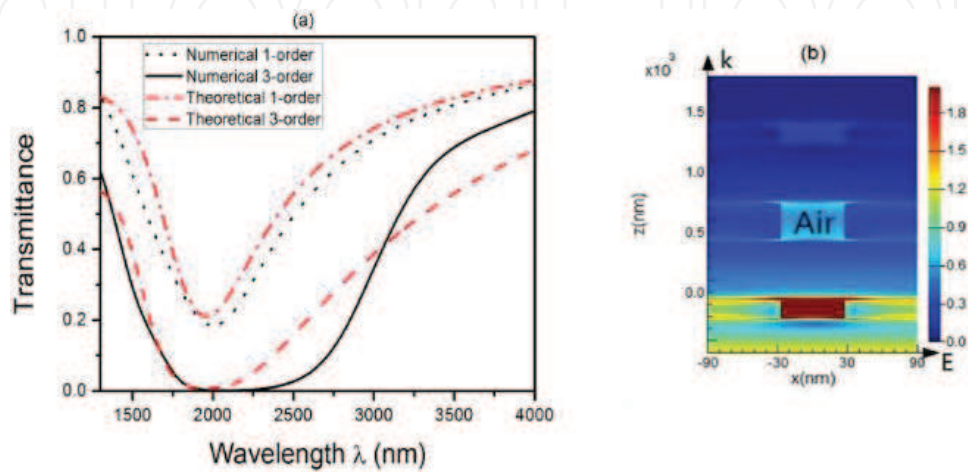 (a)
Transmittance
1.0
0.8
0.6
0.4
0.2
0.0
Numerical 1-order
Numerical 3-order
Theoretical 1-order
Theoretical 3-order
1500 2000 2500 3000 3500 4000
Wavelength λ (nm)
(b)
k
z(nm)
1.5
1.0
0.5
0.0
Air
-90 -30 30 90
x(nm)
E
1.8
1.5
1.2
0.9
0.6
0.3
0.0